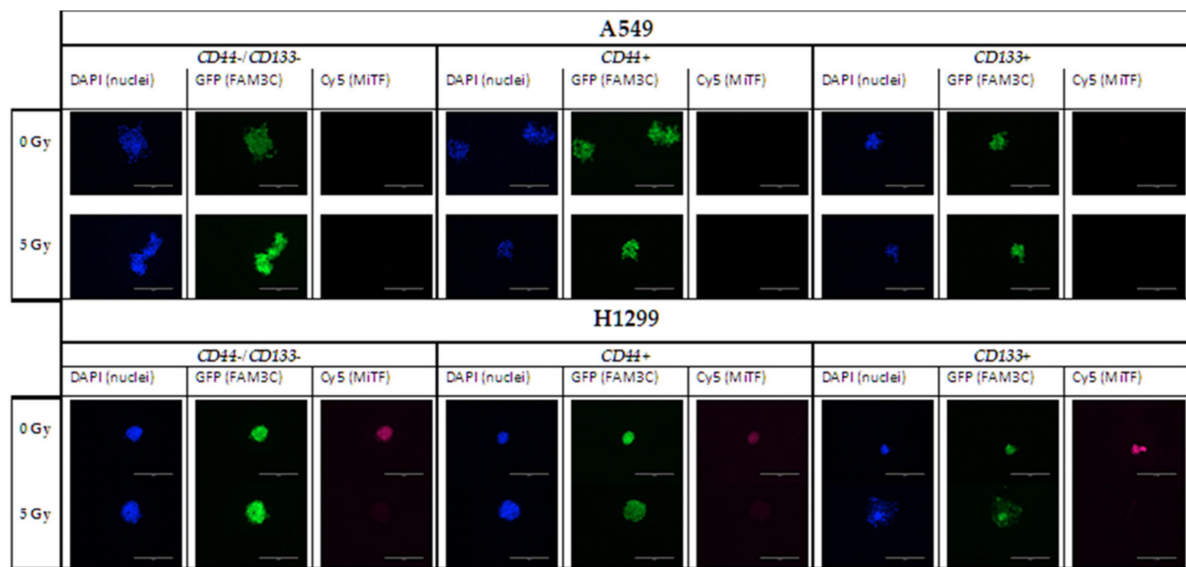 A549
CD44-/CD133- CD44+ CD133+
DAPI (nuclei) GFP (FAM3C) Cy5 (MiTF) DAPI (nuclei) GFP (FAM3C) Cy5 (MiTF) DAPI (nuclei) GFP (FAM3C) Cy5 (MiTF)
0 Gy
5 Gy
H1299
CD44-/CD133- CD44+ CD133+
DAPI (nuclei) GFP (FAM3C) Cy5 (MiTF) DAPI (nuclei) GFP (FAM3C) Cy5 (MiTF) DAPI (nuclei) GFP (FAM3C) Cy5 (MiTF)
0 Gy
5 Gy